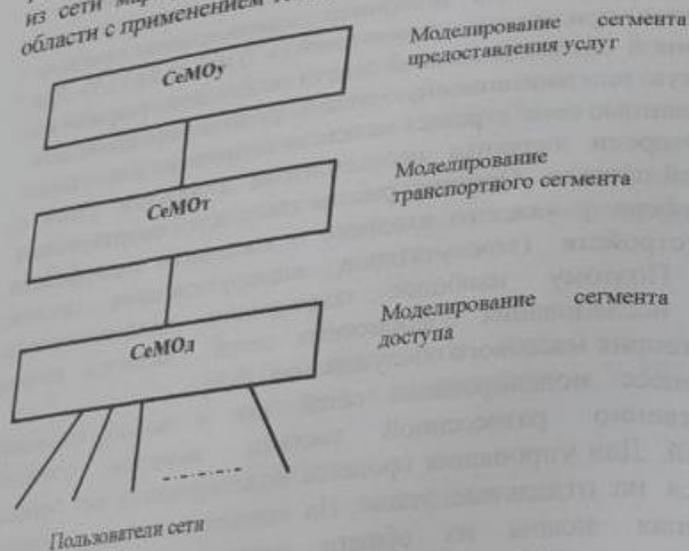 из сети
области с применением
СеМОу
Моделирование сегмента
предоставления услуг
СеМОт
Моделирование
транспортного сегмента
СеМОд
Моделирование сегмента
доступа
Пользователи сети